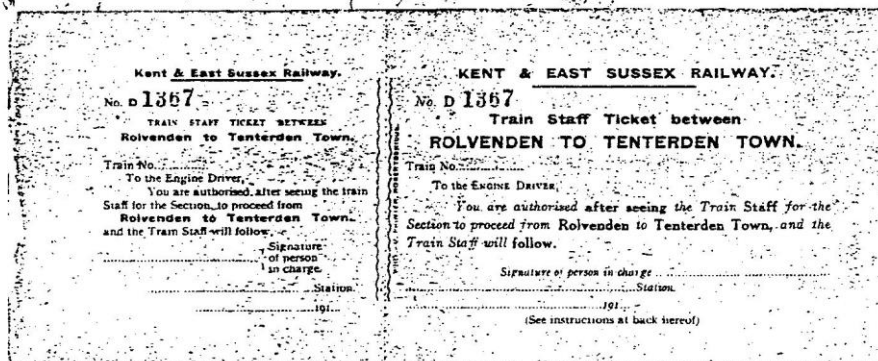 Kent & East Sussex Railway.
No. D 1367
TRAIN STAFF TICKET BETWEEN
Rolvenden to Tenterden Town.
Train No.
To the Engine Driver,
You are authorised, after seeing the train
Staff for the Section, to proceed from
Rolvenden to Tenterden Town.
and the Train Staff will follow.
Signature
of person
in charge.
Station.
191
KENT & EAST SUSSEX RAILWAY.
No. D 1367
Train Staff Ticket between
ROLVENDEN TO TENTERDEN TOWN.
Train No.
To the ENGINE DRIVER,
You are authorised after seeing the Train Staff for the
Section to proceed from Rolvenden to Tenterden Town, and the
Train Staff will follow.
Signature of person in charge
Station.
191
(See instructions at back hereof)